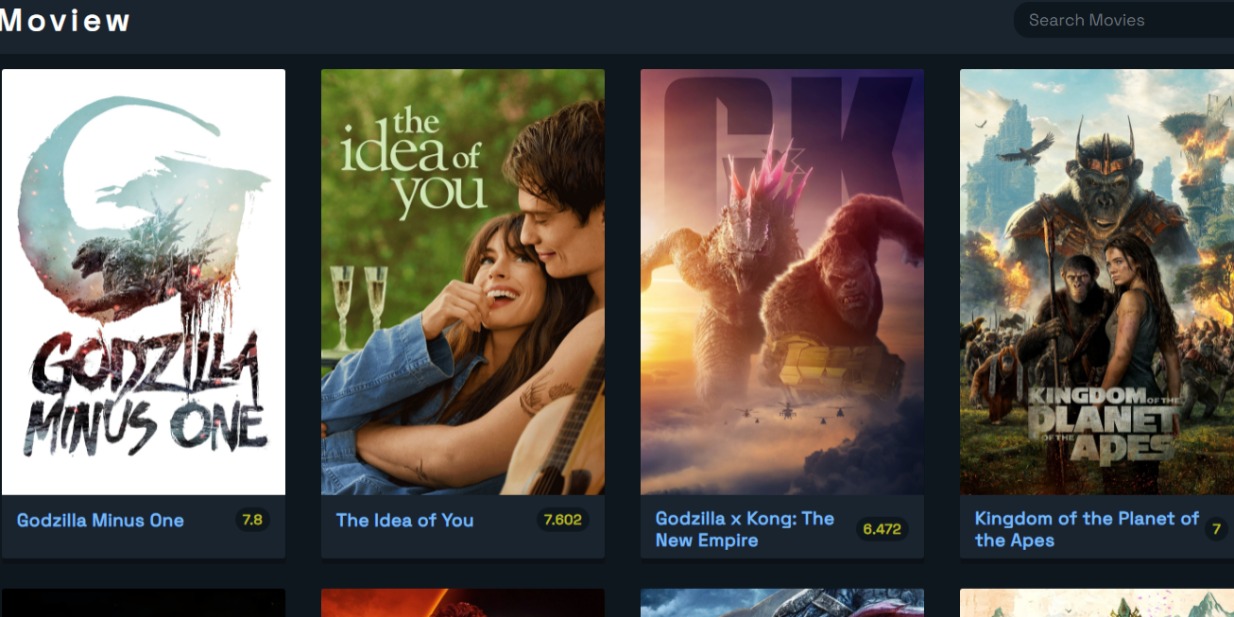 Moview
Search Movies
GODZILLA
MINUS ONE
the
idea of
you
GK
KINGDOM OF THE
PLANET
OF THE APES
Godzilla Minus One
7.8
The Idea of You
7.602
Godzilla x Kong: The
New Empire
6.472
Kingdom of the Planet of
the Apes
7